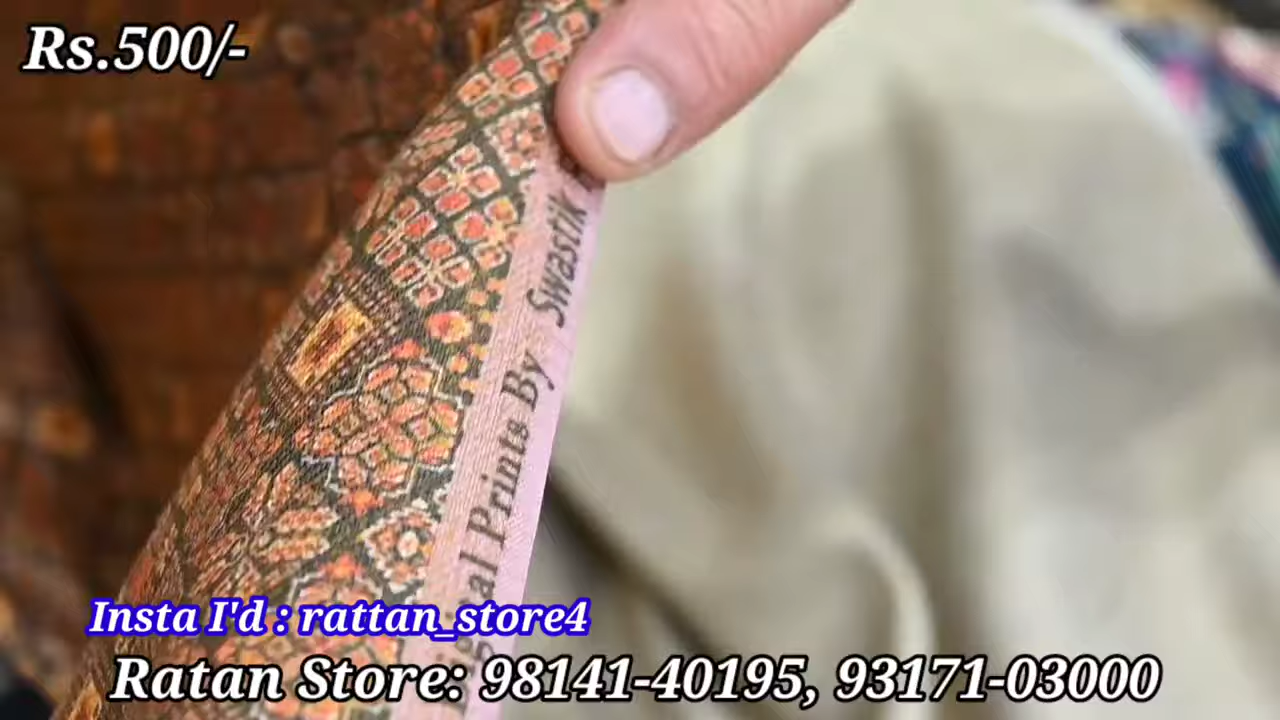 Rs.500/-
Prints By Swastik
Insta I'd : rattan_store4
Ratan Store: 98141-40195, 93171-03000